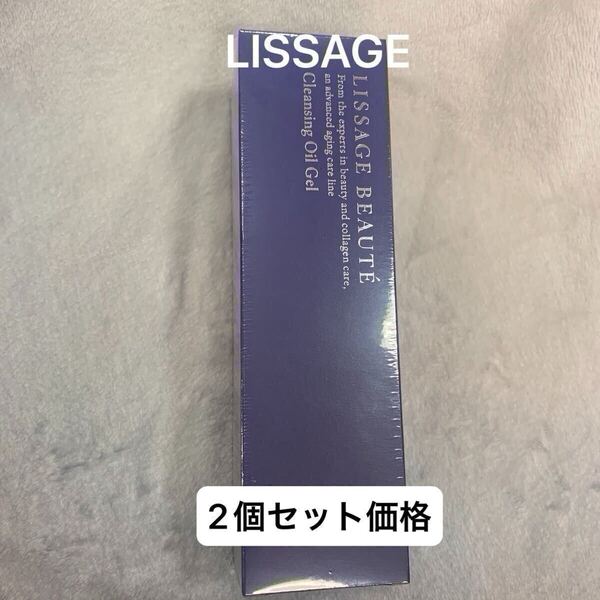 LISSAGE
LISSAGE BEAUTÉ
From the experts in beauty and collagen care,
an advanced aging care line
Cleansing Oil Gel
2個セット価格